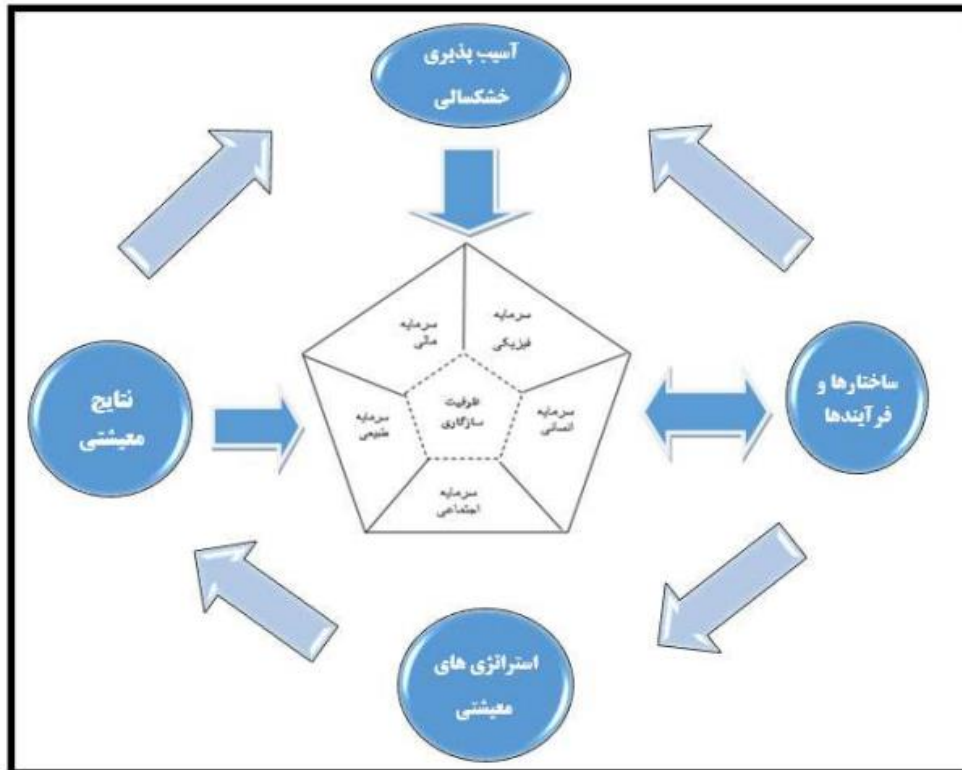 آسیب پذیری
خشکسالی
سرمایه
فیزیکی
سرمایه
مالی
ساختارها و
فرآیندها
سرمایه
انسانی
ظرفیت
سازگاری
سرمایه
طبیعی
نتایج
معیشتی
سرمایه
اجتماعی
استراتژی های
معیشتی